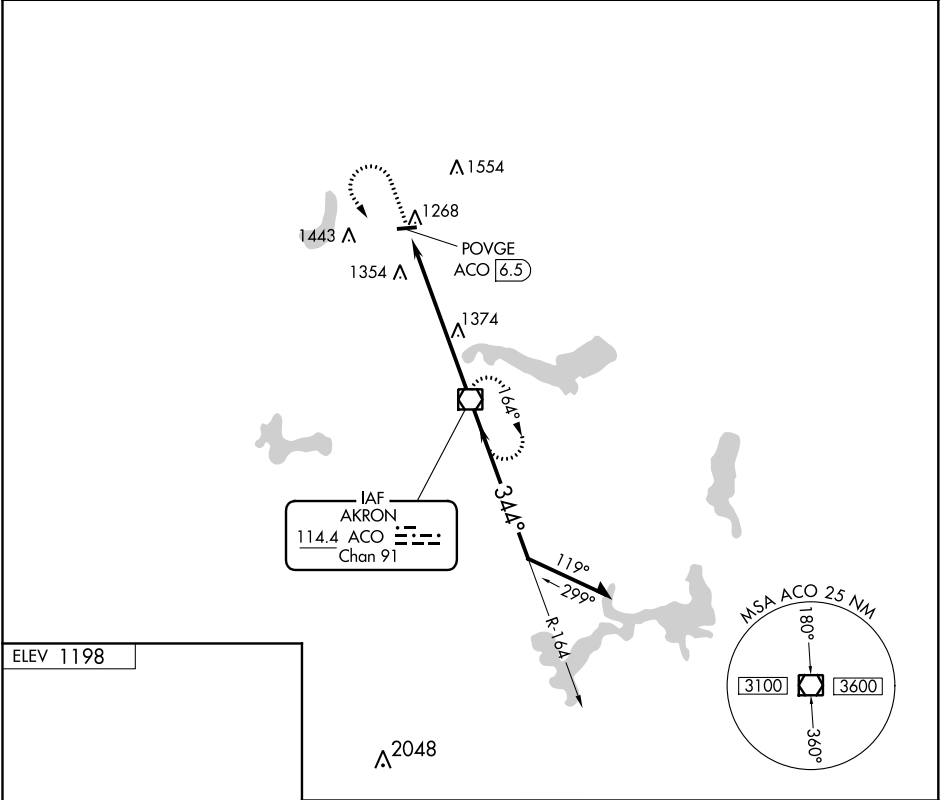 1554
1268
1443
POVGE
ACO 6.5
1354
1374
164°
IAF
AKRON
114.4 ACO
Chan 91
344°
119°
299°
R-164
MSA ACO 25 NM
180°
3100 3600
360°
ELEV 1198
2048